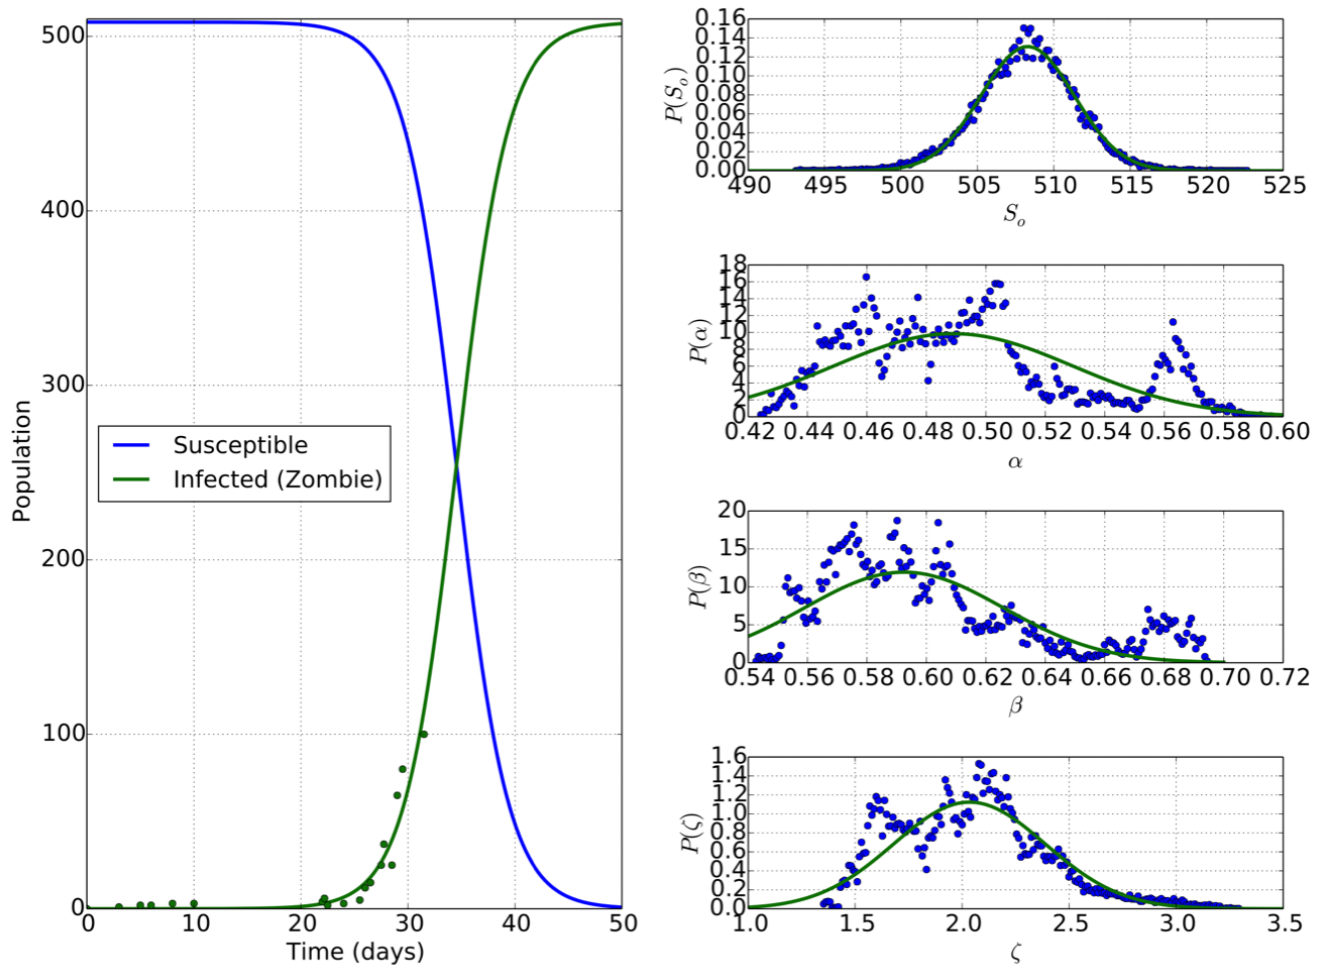 500
400
300
200
100
0
Population
Susceptible
Infected (Zombie)
0 10 20 30 40 50
Time (days)
0.16
0.14
0.12
0.10
0.08
0.06
0.04
0.02
0.00
P(S_o)
490 495 500 505 510 515 520 525
S_o
18
16
14
12
10
8
6
4
2
0
P(α)
0.42 0.44 0.46 0.48 0.50 0.52 0.54 0.56 0.58 0.60
α
20
15
10
5
0
P(β)
0.54 0.56 0.58 0.60 0.62 0.64 0.66 0.68 0.70 0.72
β
1.6
1.4
1.2
1.0
0.8
0.6
0.4
0.2
0.0
P(ζ)
1.0 1.5 2.0 2.5 3.0 3.5
ζ